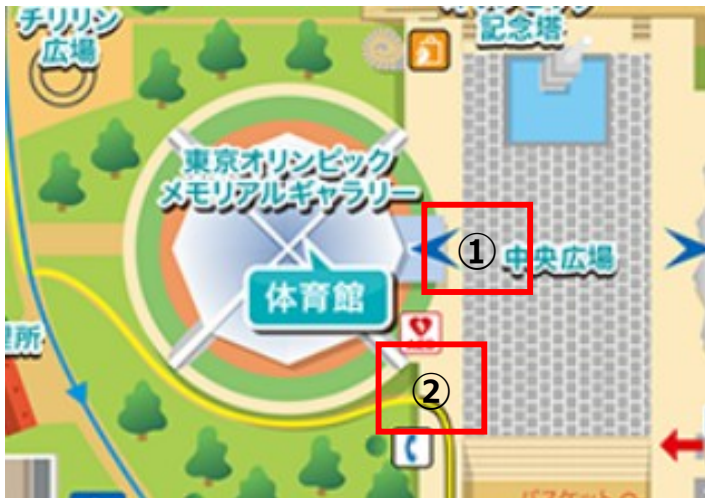 チリリン
広場
記念塔
東京オリンピック
メモリアルギャラリー
①
中央広場
体育館
②